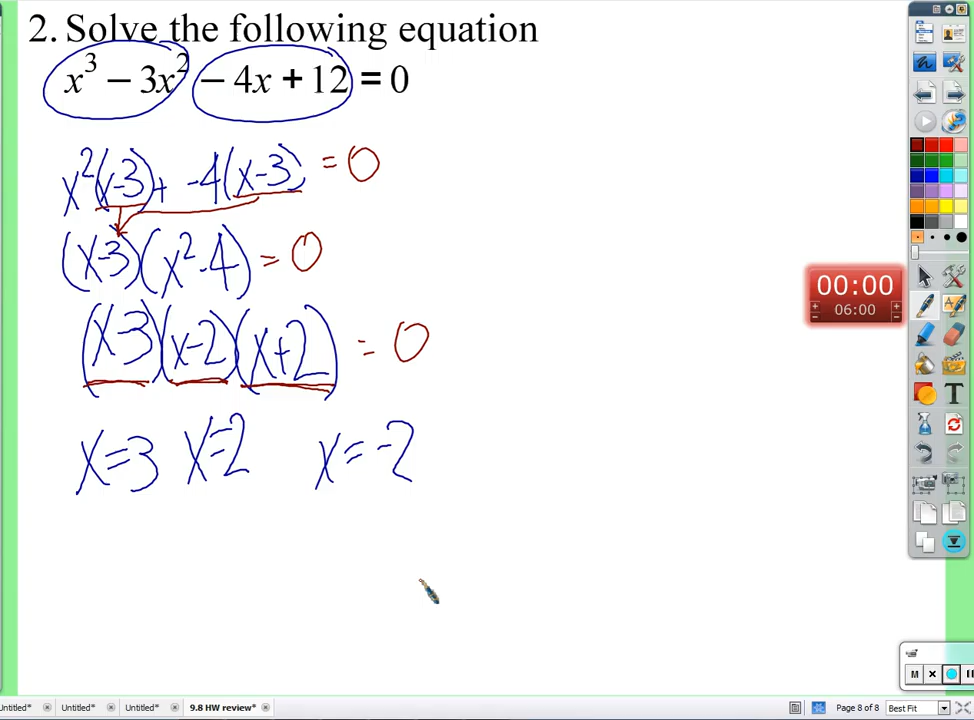 2. Solve the following equation
x³ − 3x² − 4x + 12 = 0
x²(x-3) + -4(x-3) = 0
(x-3)(x²-4) = 0
(x-3)(x-2)(x+2) = 0
x=3 x=2 x=-2
00:00
06:00
T
M
Untitled* Untitled* Untitled* 9.8 HW review* Page 8 of 8 Best Fit